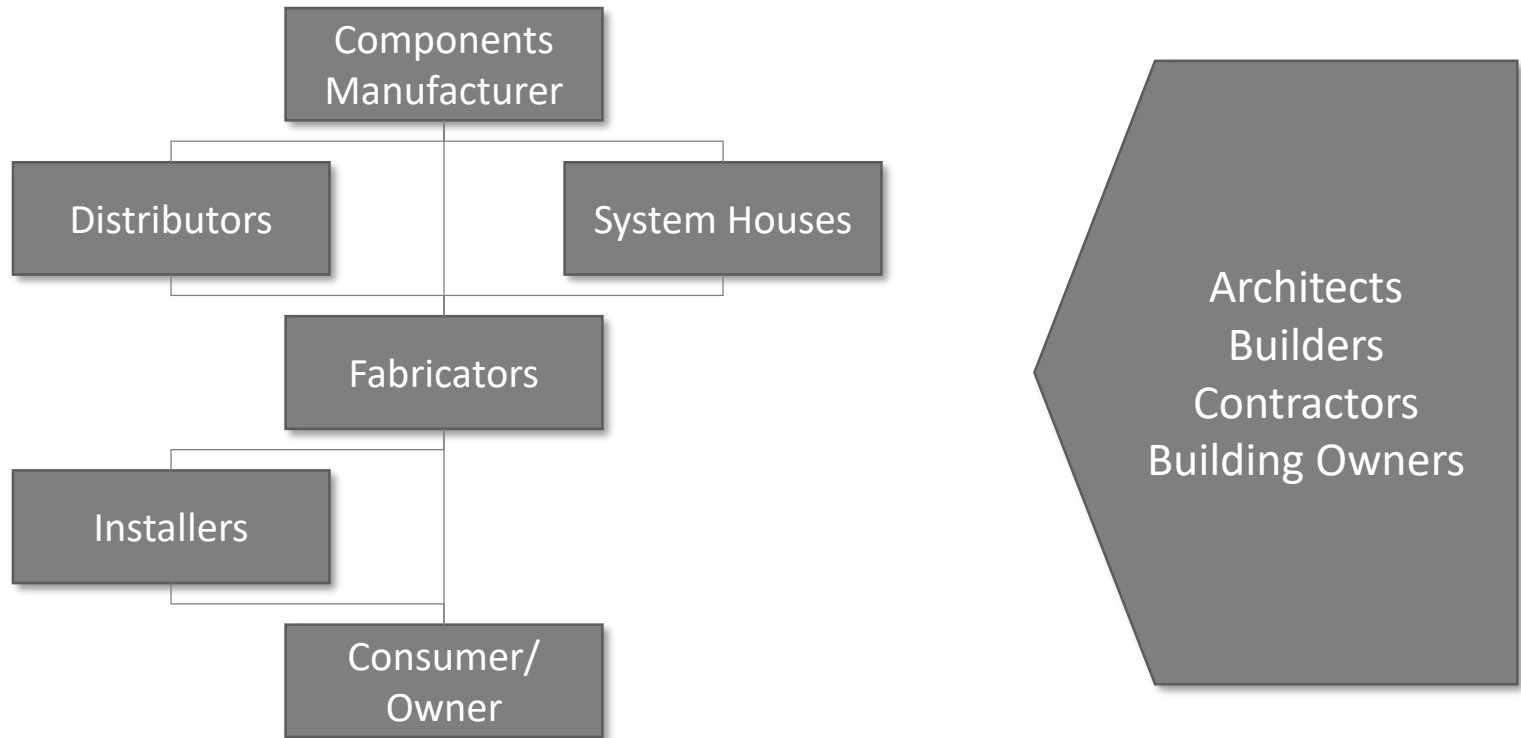 Components
Manufacturer
Distributors
System Houses
Fabricators
Installers
Consumer/
Owner
Architects
Builders
Contractors
Building Owners